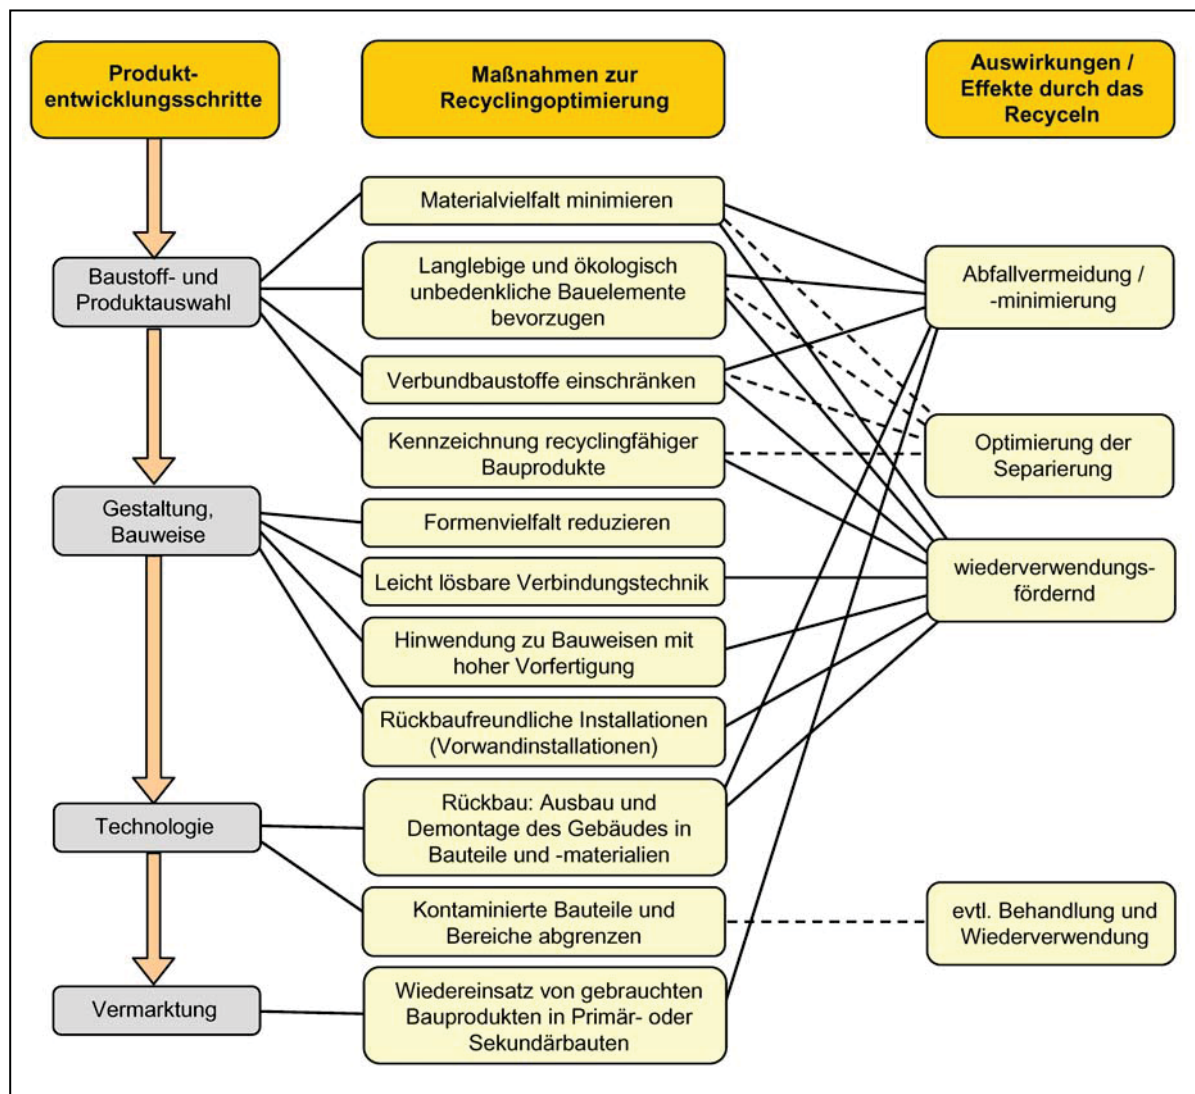 Produkt-
entwicklungsschritte
Maßnahmen zur
Recyclingoptimierung
Auswirkungen /
Effekte durch das
Recyceln
Baustoff- und
Produktauswahl
Gestaltung,
Bauweise
Technologie
Vermarktung
Materialvielfalt minimieren
Langlebige und ökologisch
unbedenkliche Bauelemente
bevorzugen
Verbundbaustoffe einschränken
Kennzeichnung recyclingfähiger
Bauprodukte
Formenvielfalt reduzieren
Leicht lösbare Verbindungstechnik
Hinwendung zu Bauweisen mit
hoher Vorfertigung
Rückbaufreundliche Installationen
(Vorwandinstallationen)
Rückbau: Ausbau und
Demontage des Gebäudes in
Bauteile und -materialien
Kontaminierte Bauteile und
Bereiche abgrenzen
Wiedereinsatz von gebrauchten
Bauprodukten in Primär- oder
Sekundärbauten
Abfallvermeidung /
-minimierung
Optimierung der
Separierung
wiederverwendungs-
fördernd
evtl. Behandlung und
Wiederverwendung